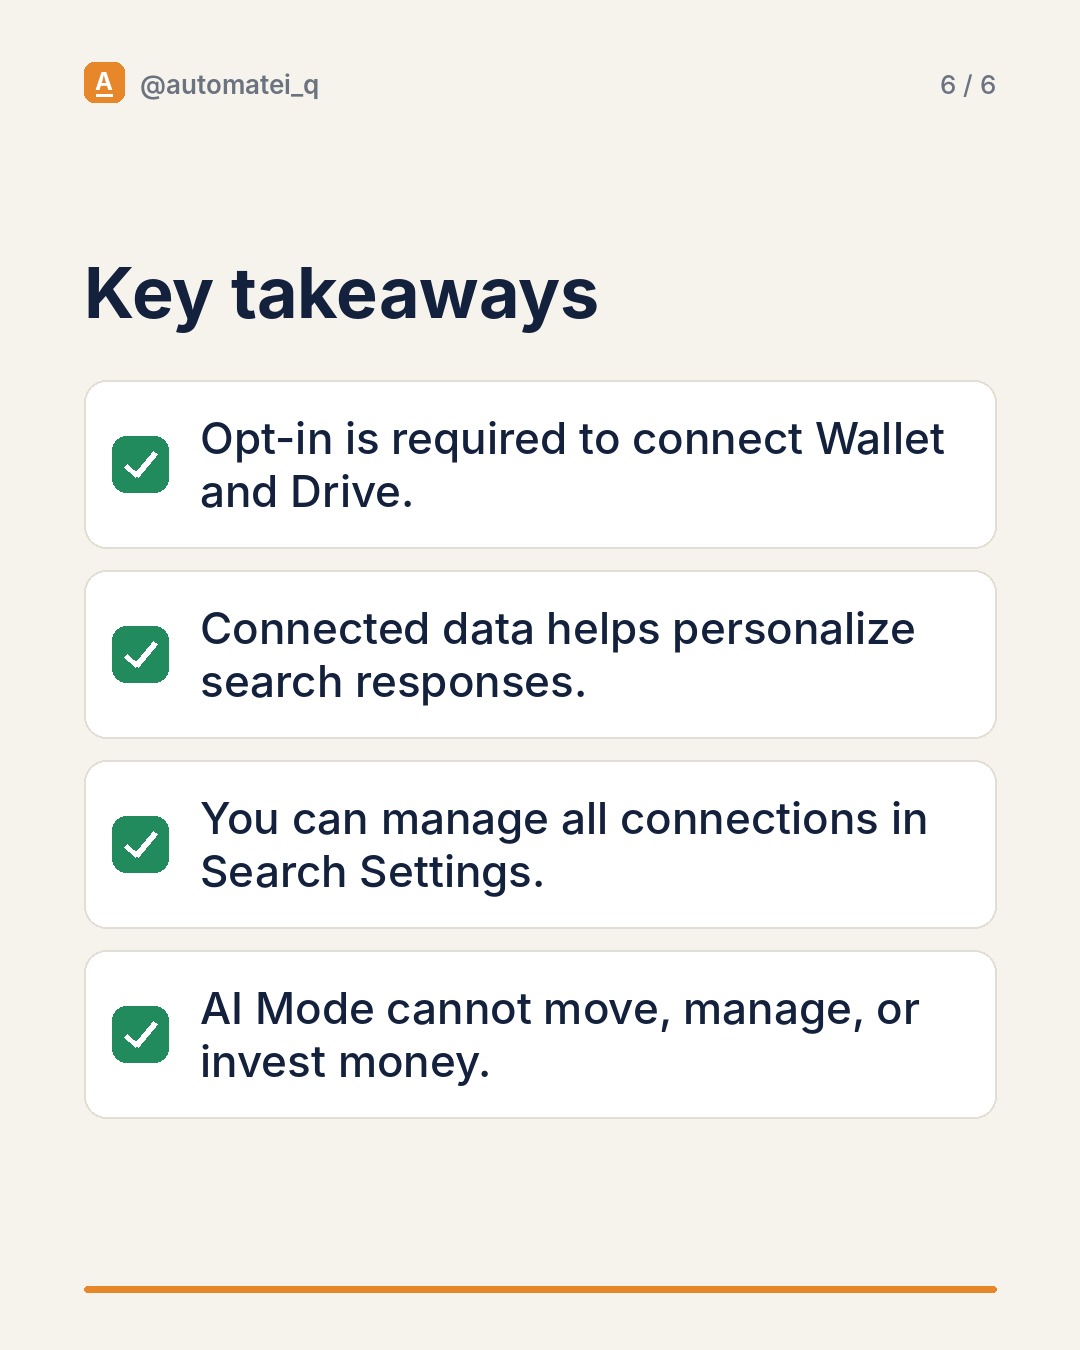 A
@automatei_q
6 / 6
Key takeaways
Opt-in is required to connect Wallet
and Drive.
Connected data helps personalize
search responses.
You can manage all connections in
Search Settings.
AI Mode cannot move, manage, or
invest money.